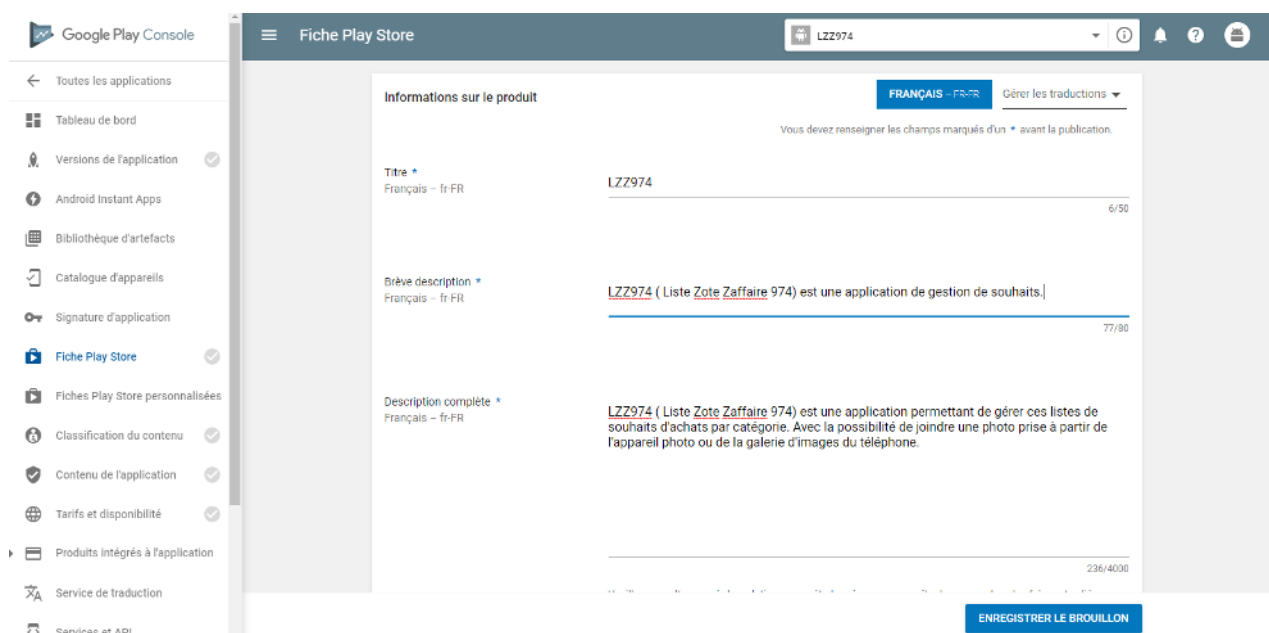 Google Play Console
Fiche Play Store
LZZ974
Toutes les applications
Tableau de bord
Versions de l'application
Android Instant Apps
Bibliothèque d'artefacts
Catalogue d'appareils
Signature d'application
Fiche Play Store
Fiches Play Store personnalisées
Classification du contenu
Contenu de l'application
Tarifs et disponibilité
Produits intégrés à l'application
Service de traduction
Services et API
Informations sur le produit
FRANÇAIS – FR-FR
Gérer les traductions
Vous devez renseigner les champs marqués d'un * avant la publication.
Titre *
Français – fr-FR
LZZ974
6/50
Brève description *
Français – fr-FR
LZZ974 ( Liste Zote Zaffaire 974) est une application de gestion de souhaits.
77/80
Description complète *
Français – fr-FR
LZZ974 ( Liste Zote Zaffaire 974) est une application permettant de gérer ces listes de
souhaits d'achats par catégorie. Avec la possibilité de joindre une photo prise à partir de
l'appareil photo ou de la galerie d'images du téléphone.
236/4000
ENREGISTRER LE BROUILLON